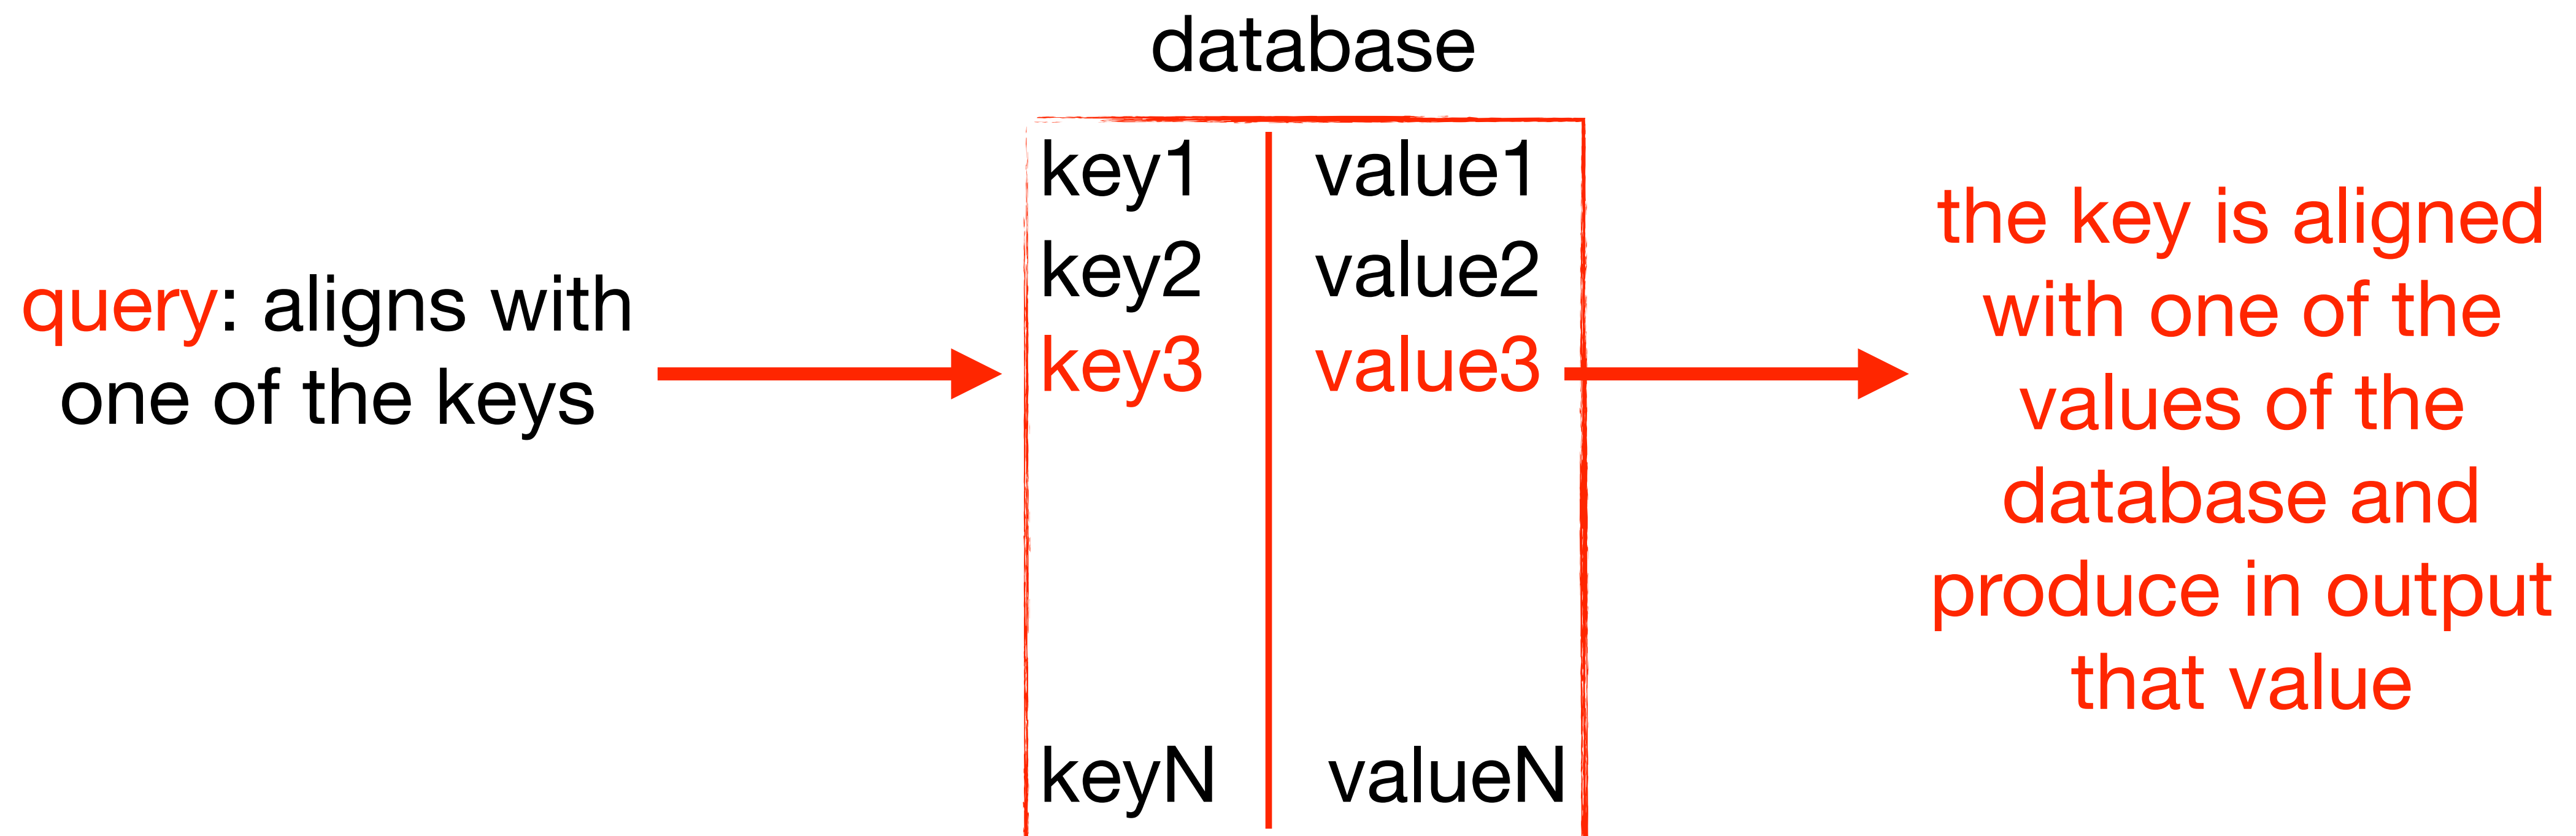 database
query: aligns with
one of the keys
key1 value1
key2 value2
key3 value3
keyN valueN
the key is aligned
with one of the
values of the
database and
produce in output
that value